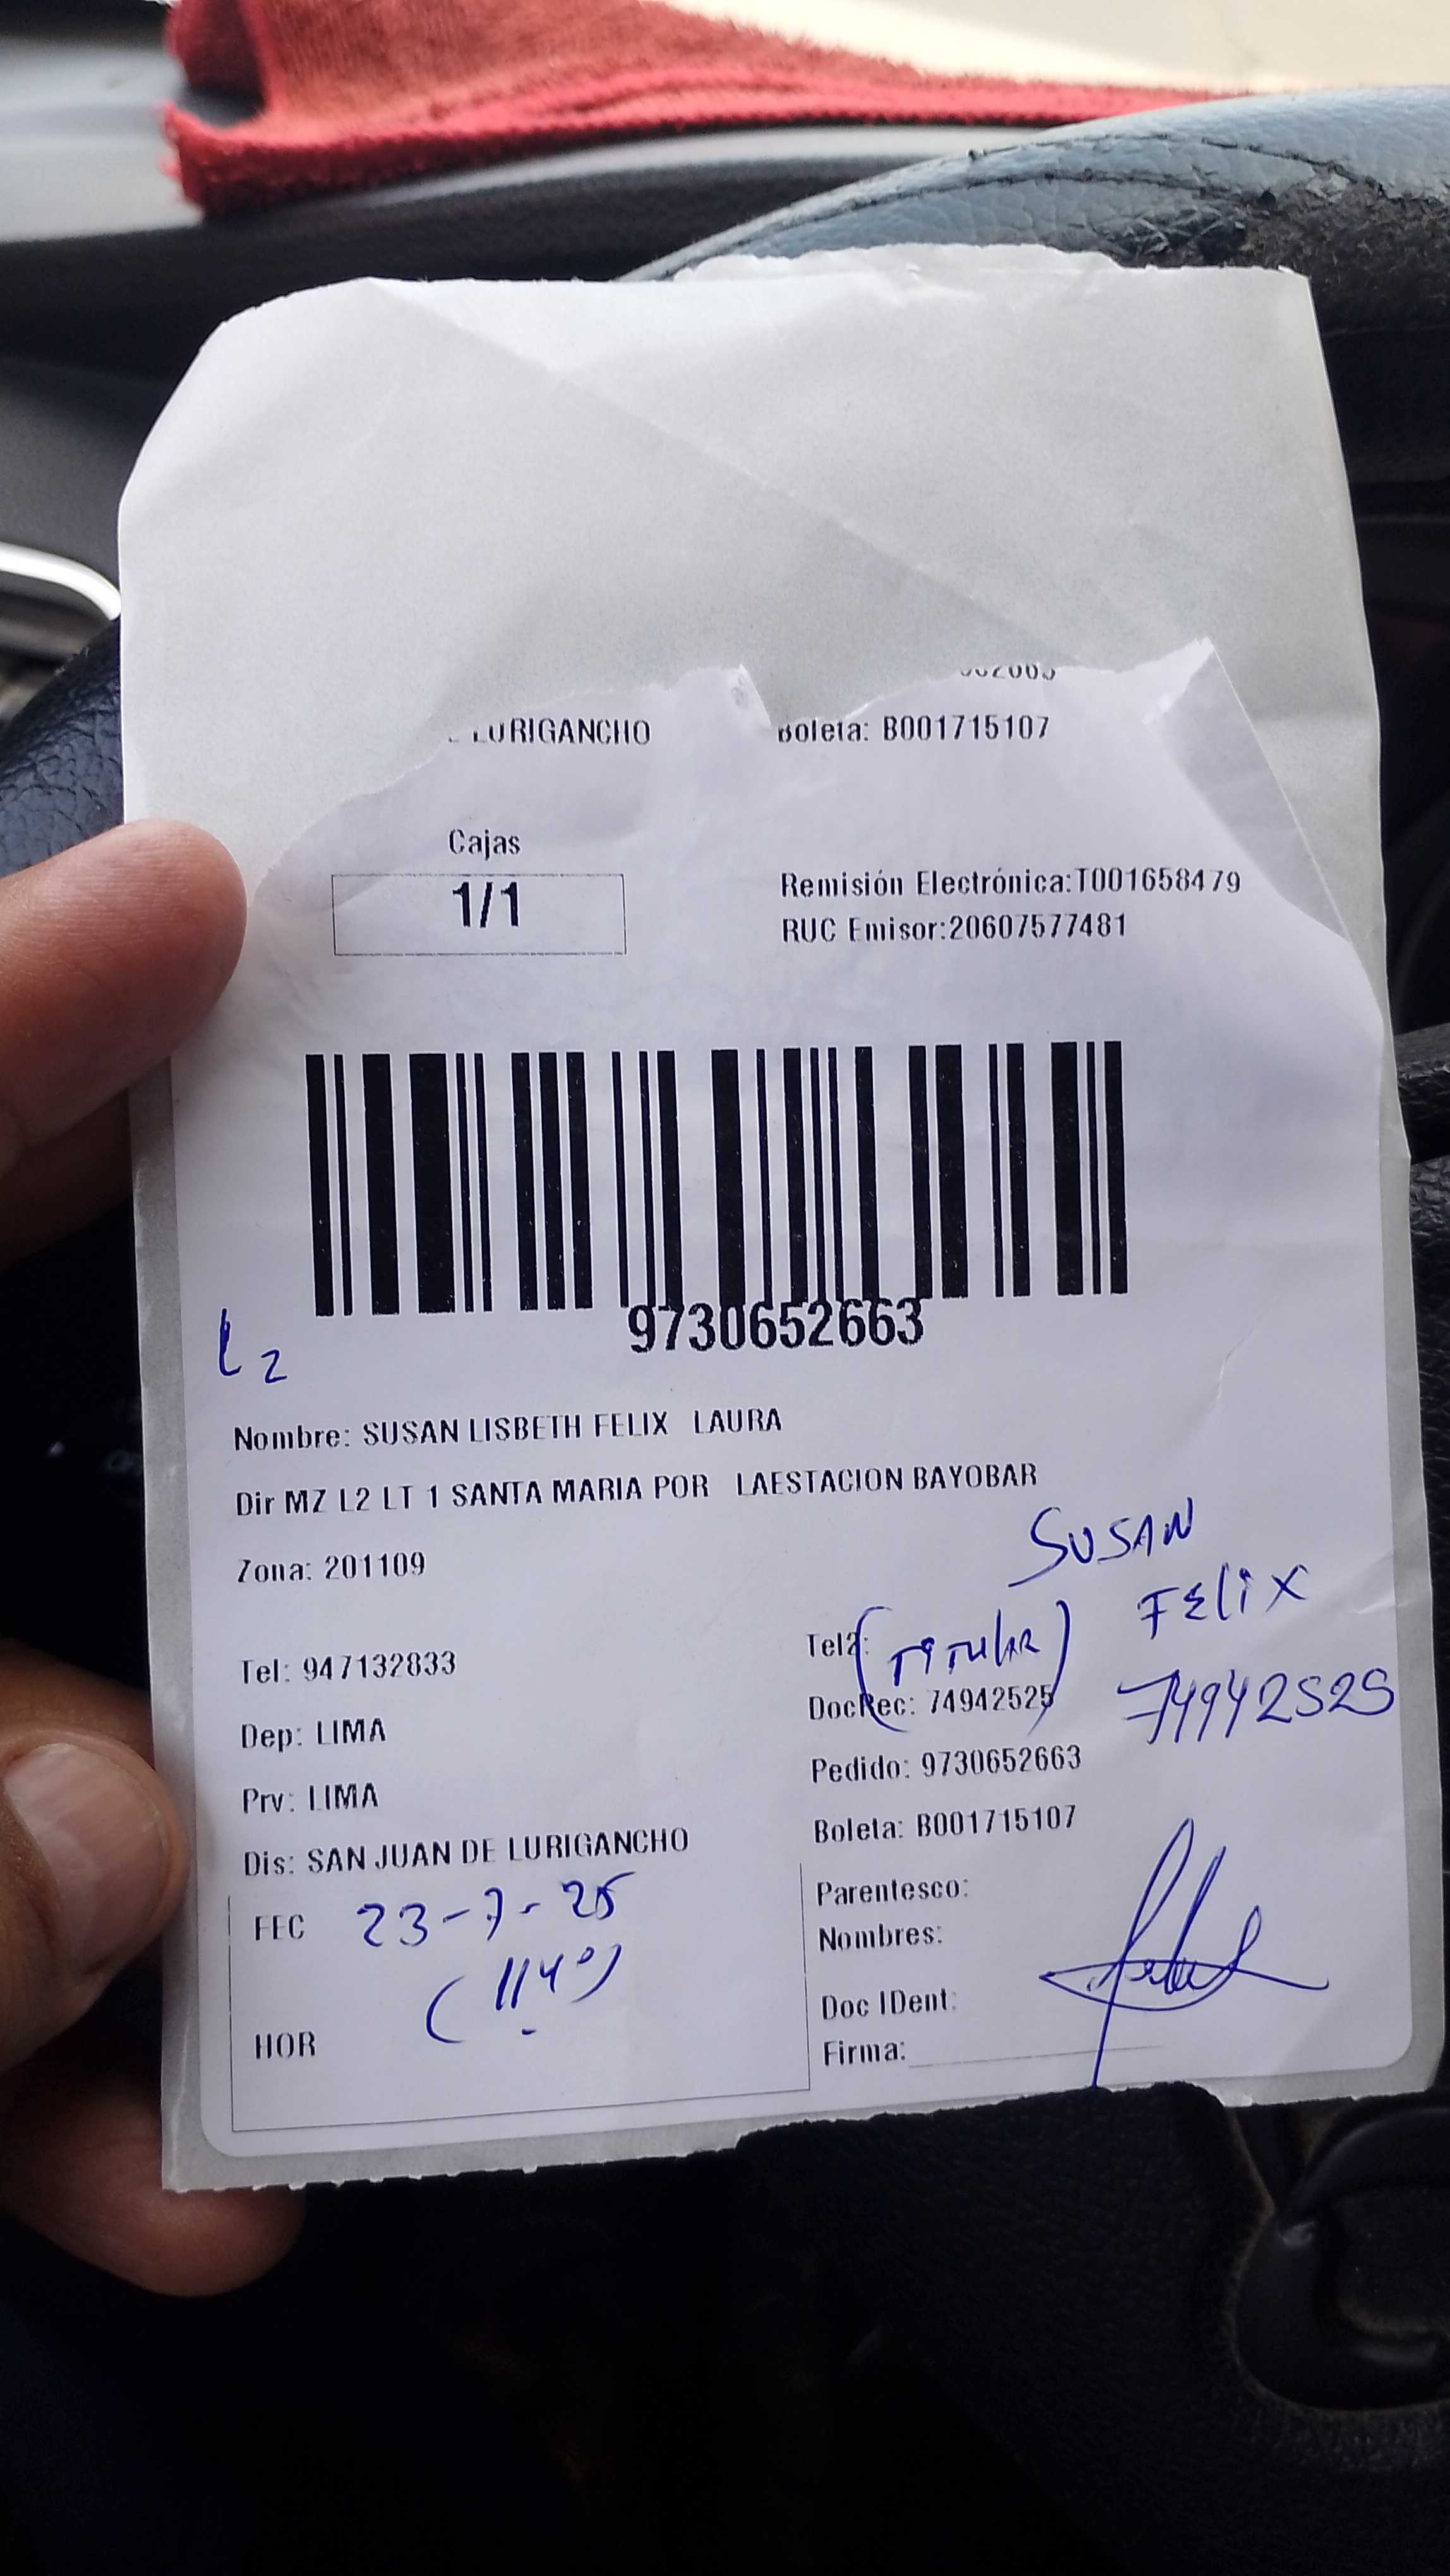 LURIGANCHO
Boleta: B001715107
Cajas
1/1
Remisión Electrónica:T001658479
RUC Emisor:20607577481
9730652663
L2
Nombre: SUSAN LISBETH FELIX LAURA
Dir MZ L2 LT 1 SANTA MARIA POR LAESTACION BAYOBAR
Zona: 201109
SUSAN
FELIX
Tel: 947132833
Tel2: (TITULAR)
DocRec: 74942525
74942525
Dep: LIMA
Pedido: 9730652663
Prv: LIMA
Boleta: B001715107
Dis: SAN JUAN DE LURIGANCHO
Parentesco:
FEC 23-7-25
Nombres:
(1140)
Doc IDent:
HOR
Firma: